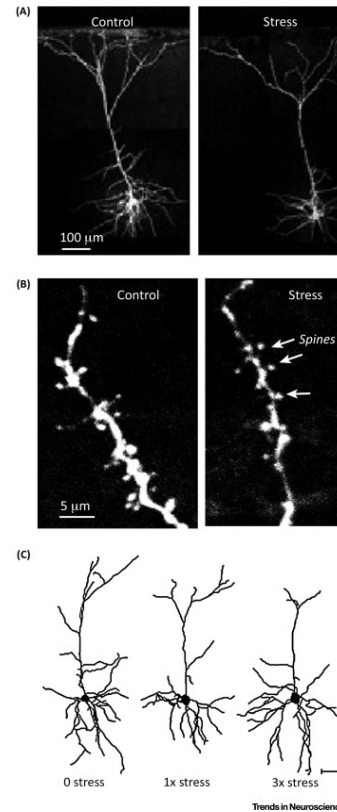 (A)
Control
Stress
100 μm
(B)
Control
Stress
Spines
5 μm
(C)
0 stress
1x stress
3x stress
Trends in Neuroscience